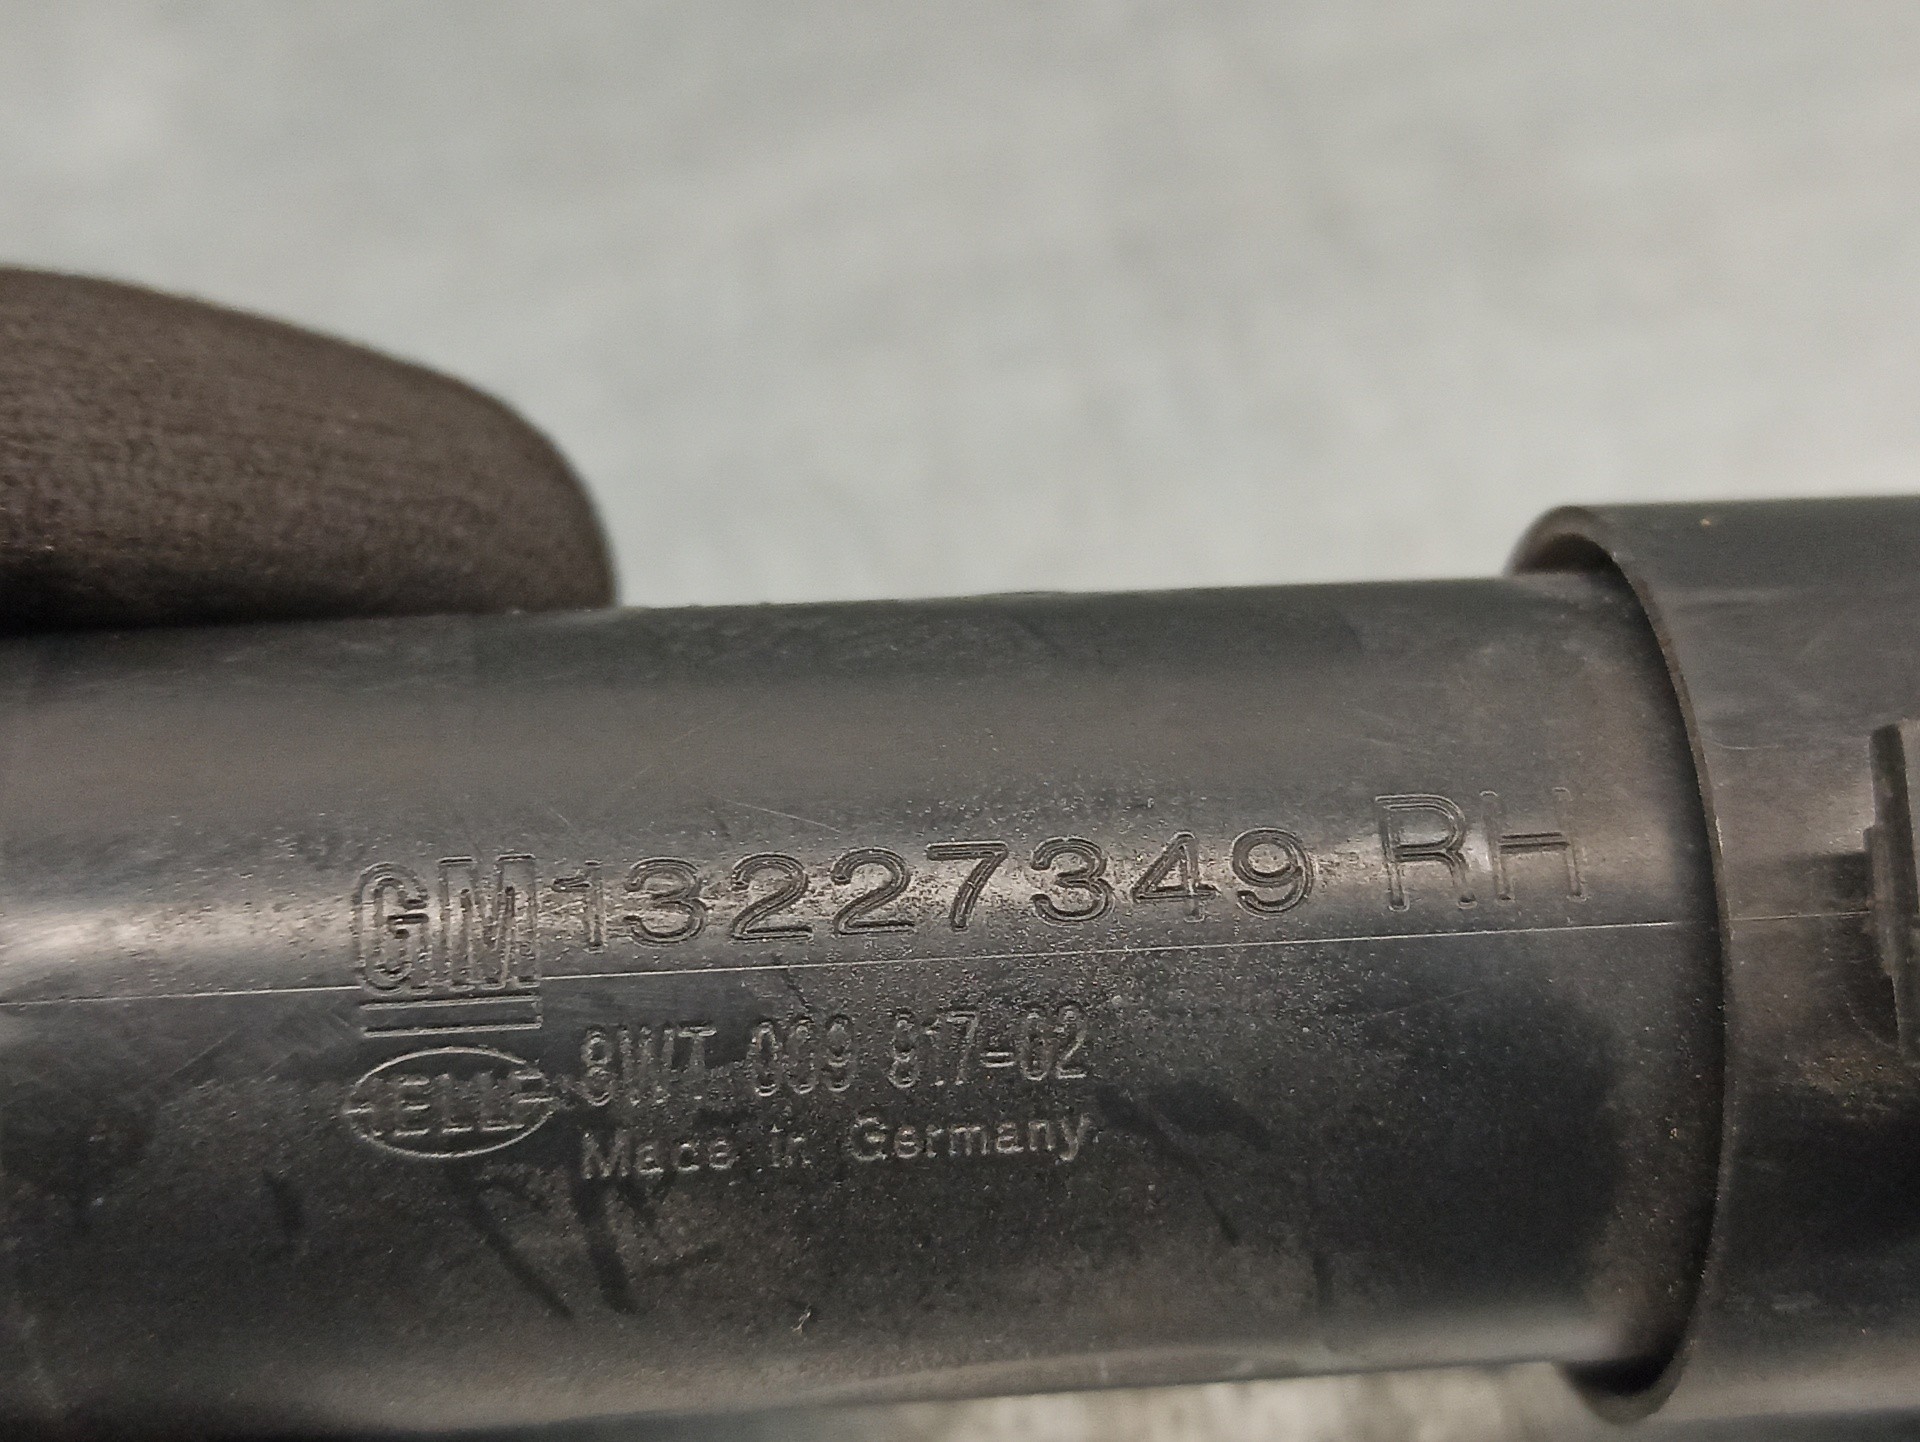 GM 13227349 RH
HELLA 8WT 009 817-02
Made in Germany